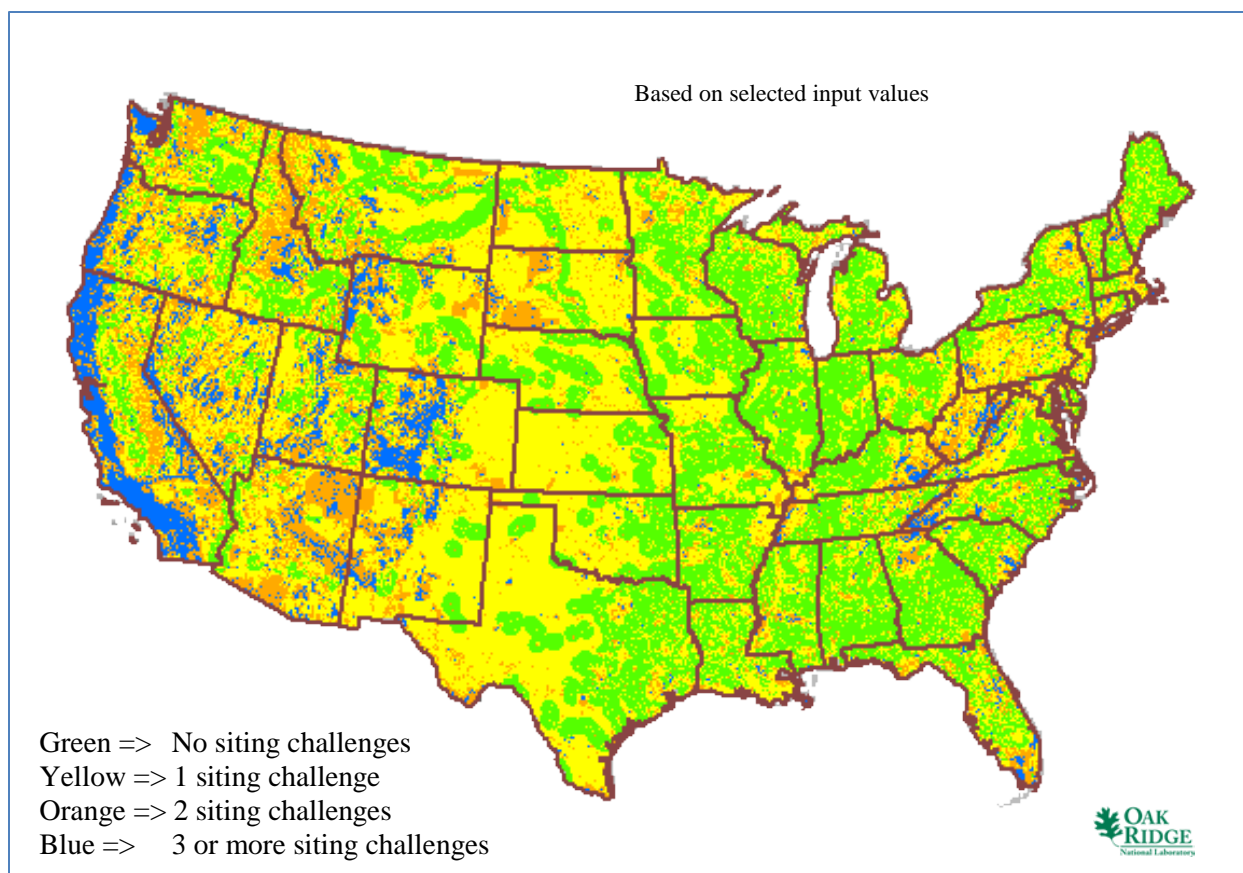 Based on selected input values
Green => No siting challenges
Yellow => 1 siting challenge
Orange => 2 siting challenges
Blue => 3 or more siting challenges
OAK
RIDGE
National Laboratory